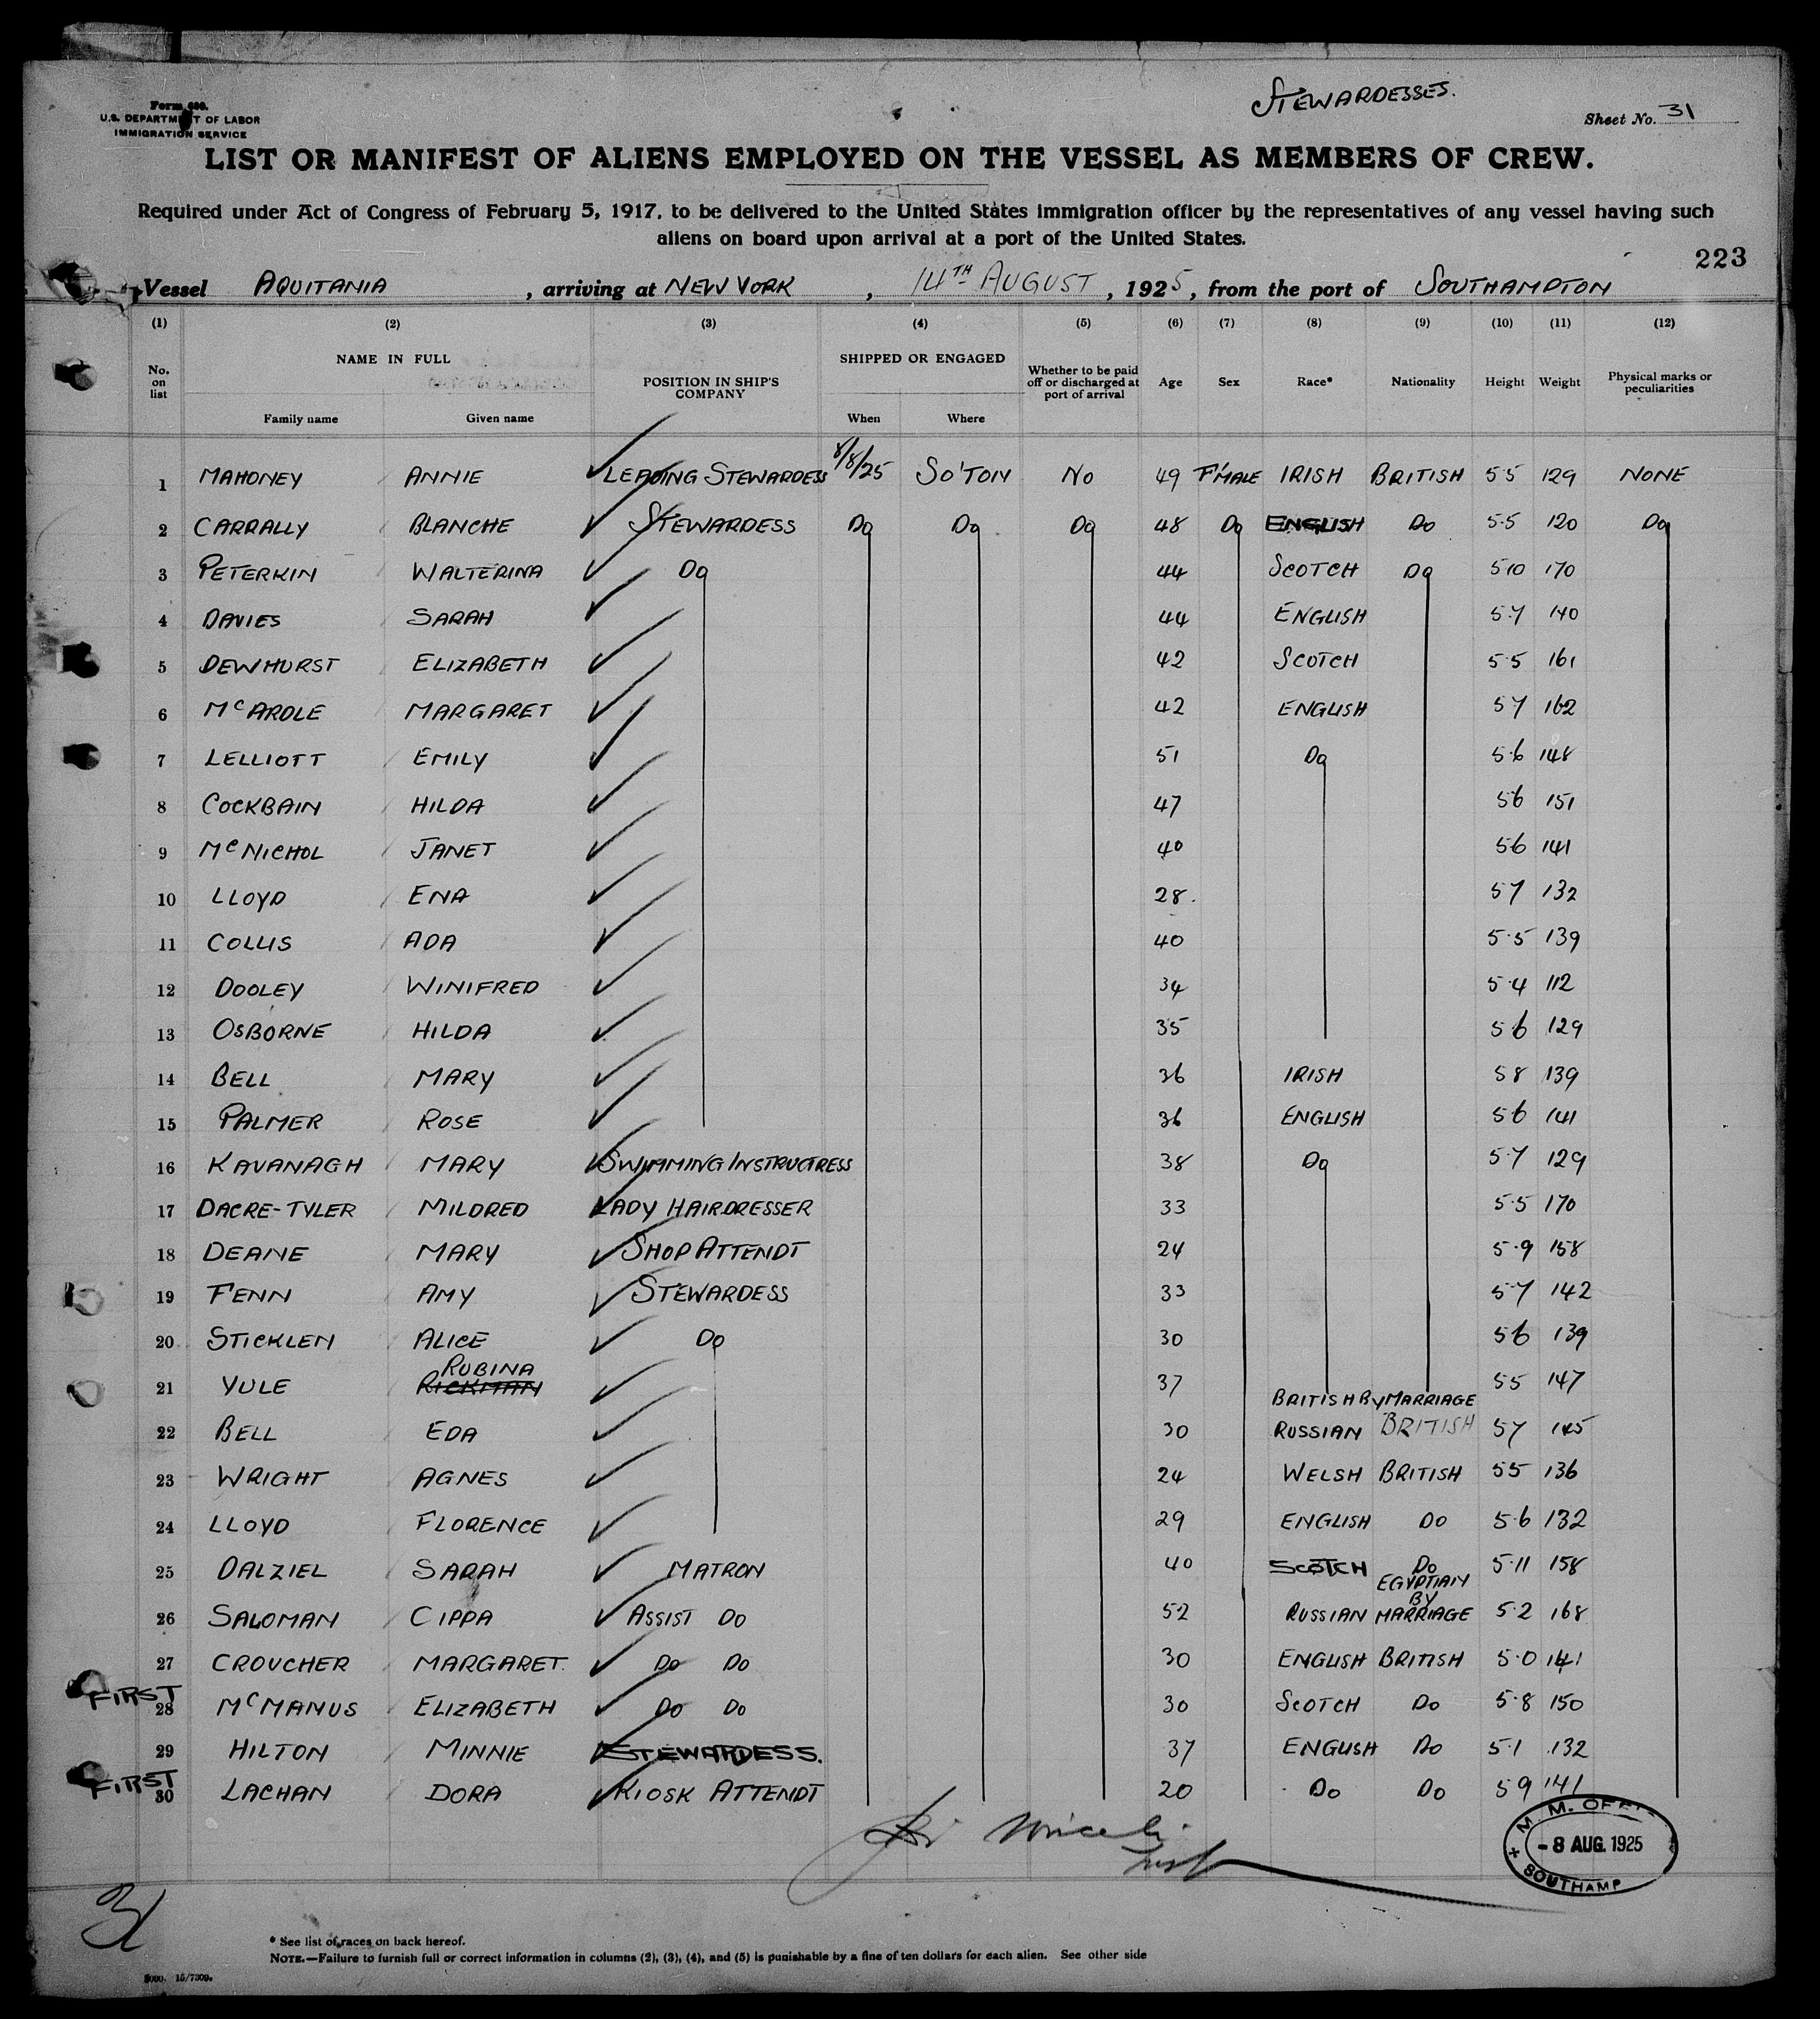 STEWARDESSES.
Form 689.
U.S. DEPARTMENT OF LABOR
IMMIGRATION SERVICE
Sheet No. 31
LIST OR MANIFEST OF ALIENS EMPLOYED ON THE VESSEL AS MEMBERS OF CREW.
Required under Act of Congress of February 5, 1917, to be delivered to the United States immigration officer by the representatives of any vessel having such
aliens on board upon arrival at a port of the United States.
223
Vessel AQUITANIA, arriving at NEW YORK, 14TH AUGUST, 1925, from the port of SOUTHAMPTON
(1) (2) (3) (4) (5) (6) (7) (8) (9) (10) (11) (12)
No. on list NAME IN FULL Family name Given name POSITION IN SHIP'S COMPANY SHIPPED OR ENGAGED When Where Whether to be paid off or discharged at port of arrival Age Sex Race* Nationality Height Weight Physical marks or peculiarities
1 MAHONEY ANNIE LEADING STEWARDESS 8/8/25 SO'TON NO 49 F'MALE IRISH BRITISH 5 5 129 NONE
2 CARRALLY BLANCHE STEWARDESS Do Do Do 48 Do ENGLISH Do 5.5 120 Do
3 PETERKIN WALTERINA Do 44 SCOTCH Do 5 10 170
4 DAVIES SARAH 44 ENGLISH 5.7 140
5 DEWHURST ELIZABETH 42 SCOTCH 5.5 161
6 McARDLE MARGARET 42 ENGLISH 5 7 162
7 LELLIOTT EMILY 51 Do 5.6 148
8 COCKBAIN HILDA 47 5 6 151
9 McNICHOL JANET 40 5 6 141
10 LLOYD ENA 28. 5 7 132
11 COLLIS ADA 40 5.5 139
12 DOOLEY WINIFRED 34 5.4 112
13 OSBORNE HILDA 35 5 6 129
14 BELL MARY 36 IRISH 5 8 139
15 PALMER ROSE 36 ENGLISH 5 6 141
16 KAVANAGH MARY SWIMMING INSTRUCTRESS 38 Do 5.7 129
17 DACRE-TYLER MILDRED LADY HAIRDRESSER 33 5.5 170
18 DEANE MARY SHOP ATTENDT 24 5.9 158
19 FENN AMY STEWARDESS 33 5.7 142
20 STICKLEN ALICE Do 30 5 6 139
RUBINA
21 YULE RICKMAN 37 5 5 147
BRITISH By MARRIAGE
22 BELL EDA 30 RUSSIAN BRITISH 5 7 145
23 WRIGHT AGNES 24 WELSH BRITISH 5 5 136
24 LLOYD FLORENCE 29 ENGLISH DO 5.6 132
25 DALZIEL SARAH MATRON 40 SCOTCH DO 5.11 158
EGYPTIAN BY
26 SALOMAN CIPPA ASSIST DO 52 RUSSIAN MARRIAGE 5.2 168
27 CROUCHER MARGARET. DO DO 30 ENGLISH BRITISH 5.0 141
FIRST
28 McMANUS ELIZABETH DO DO 30 SCOTCH DO 5.8 150
29 HILTON MINNIE STEWARDESS. 37 ENGLISH DO 5.1 132
FIRST
30 LACHAN DORA KIOSK ATTENDT 20 DO DO 5 9 141
M. M. OFFI
- 8 AUG. 1925
SOUTHAMP
31
* See list of races on back hereof.
NOTE.—Failure to furnish full or correct information in columns (2), (3), (4), and (5) is punishable by a fine of ten dollars for each alien. See other side
5000. 15/7309.